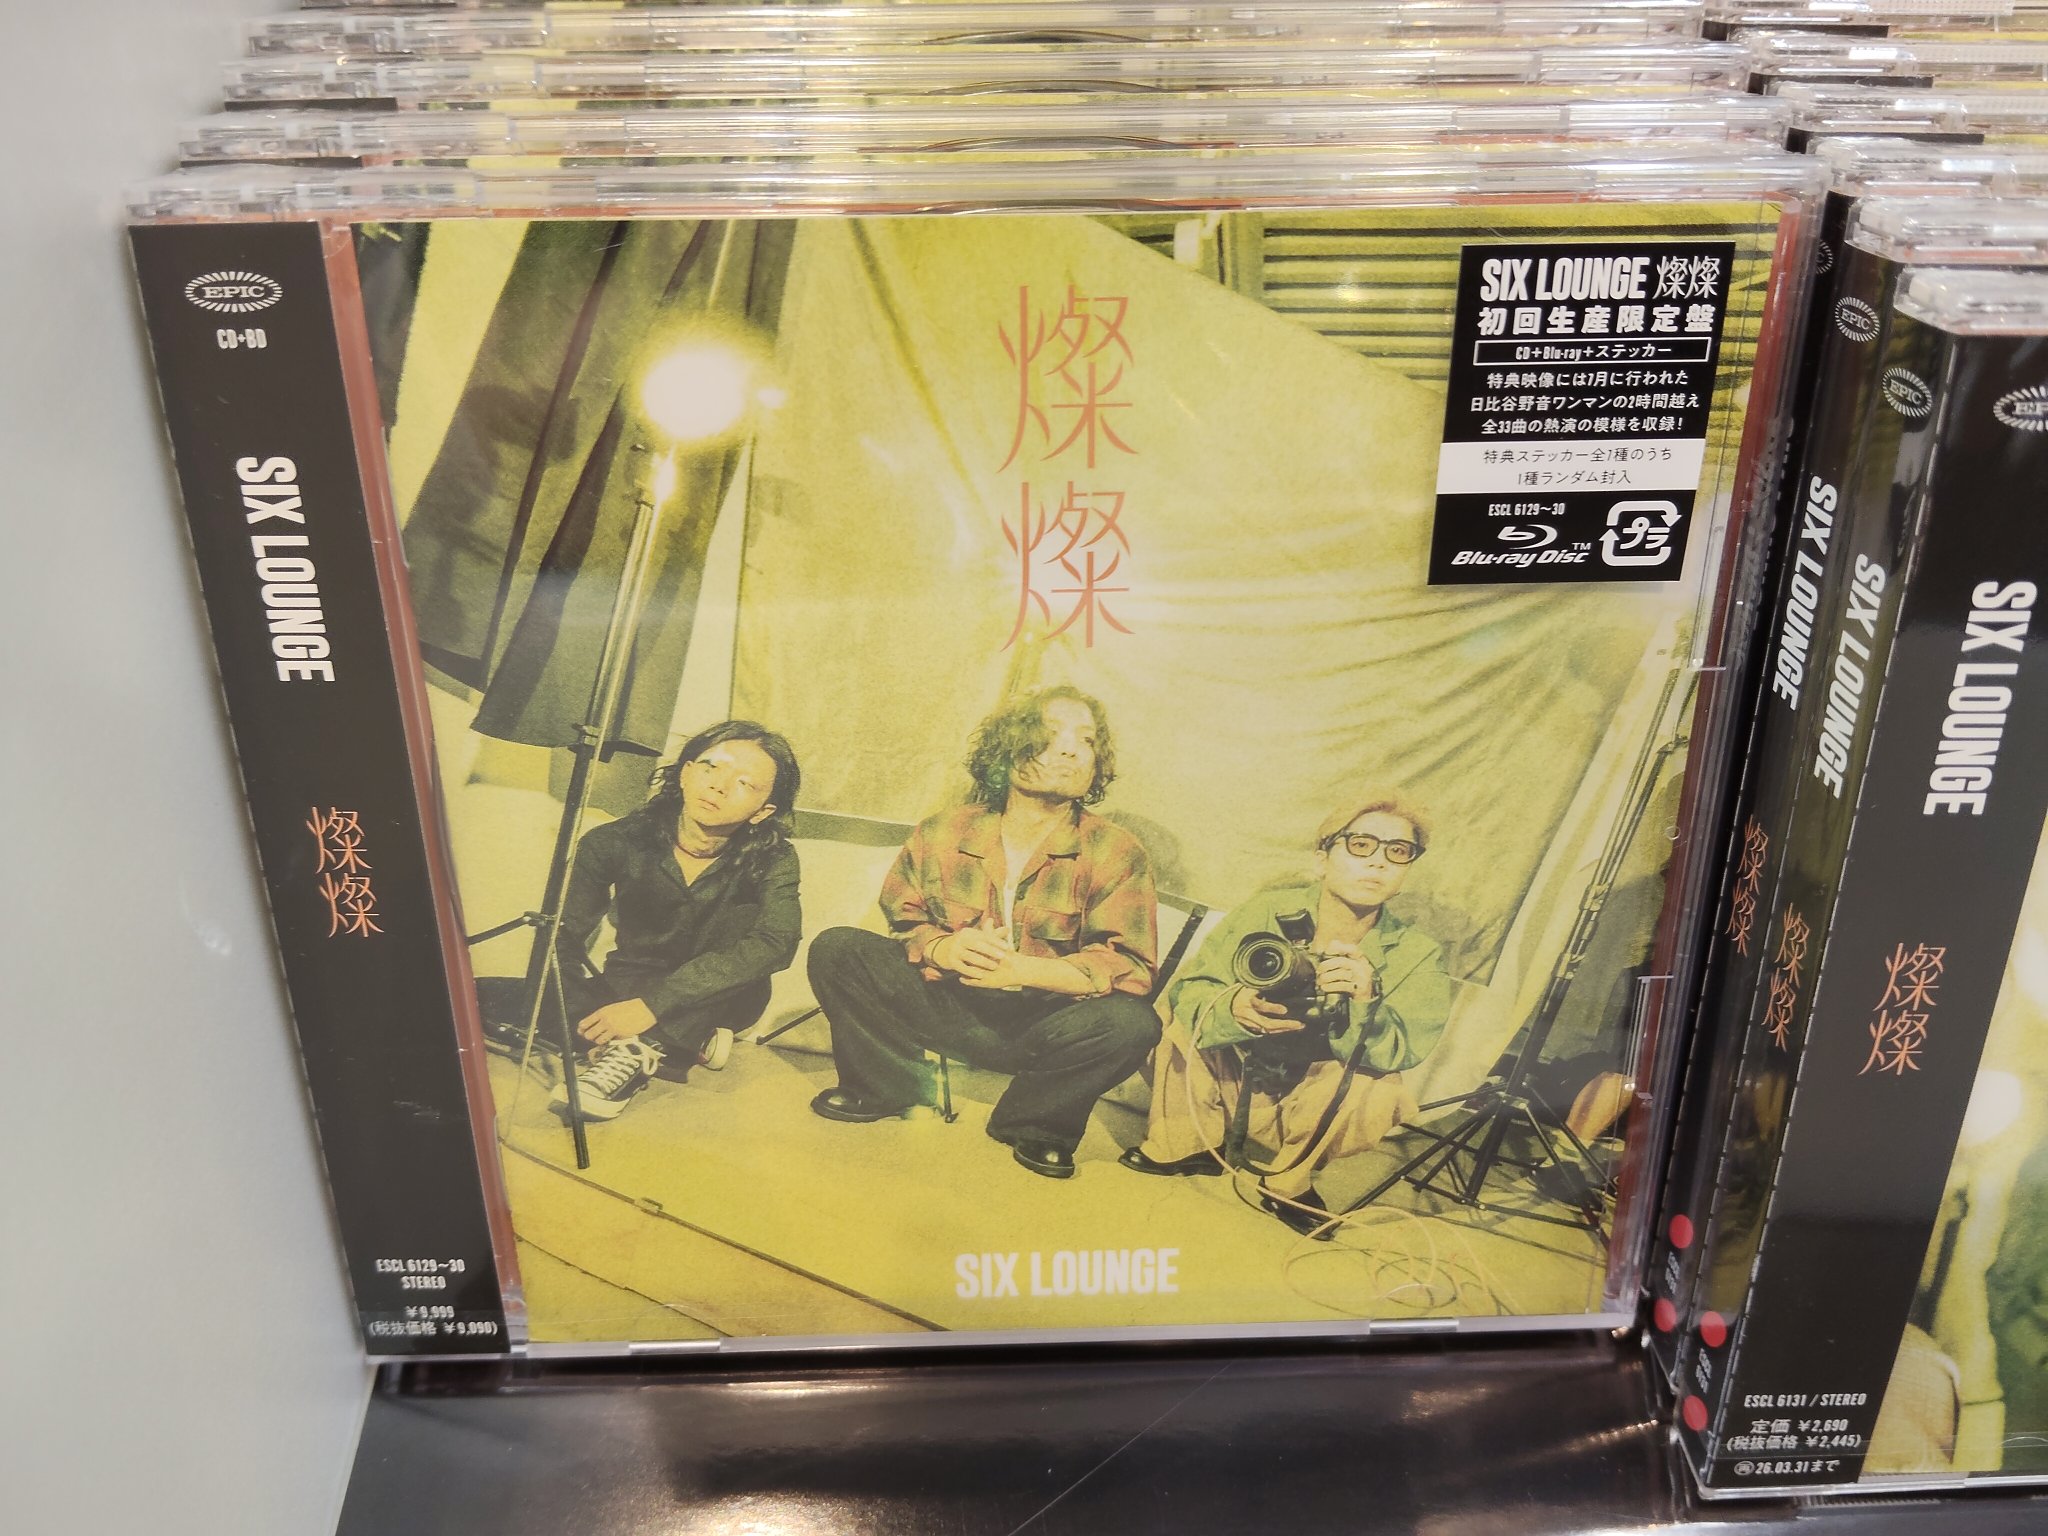 EPIC
CD+BD
SIX LOUNGE
燦燦
ESCL 6129~30
STEREO
¥9,999
(税抜価格 ¥9,090)
燦燦
SIX LOUNGE
SIX LOUNGE 燦燦
初回生産限定盤
CD+Blu-ray+ステッカー
特典映像には7月に行われた
日比谷野音ワンマンの2時間越え
全33曲の熱演の模様を収録!
特典ステッカー全7種のうち
1種ランダム封入
ESCL 6129~30
Blu-ray Disc™
プラ
EPIC
SIX LOUNGE
燦燦
EPIC
SIX LOUNGE
燦燦
SIX LOUNGE
燦燦
ESCL 6131 / STEREO
定価 ¥2,690
(税抜価格 ¥2,445)
再26.03.31まで